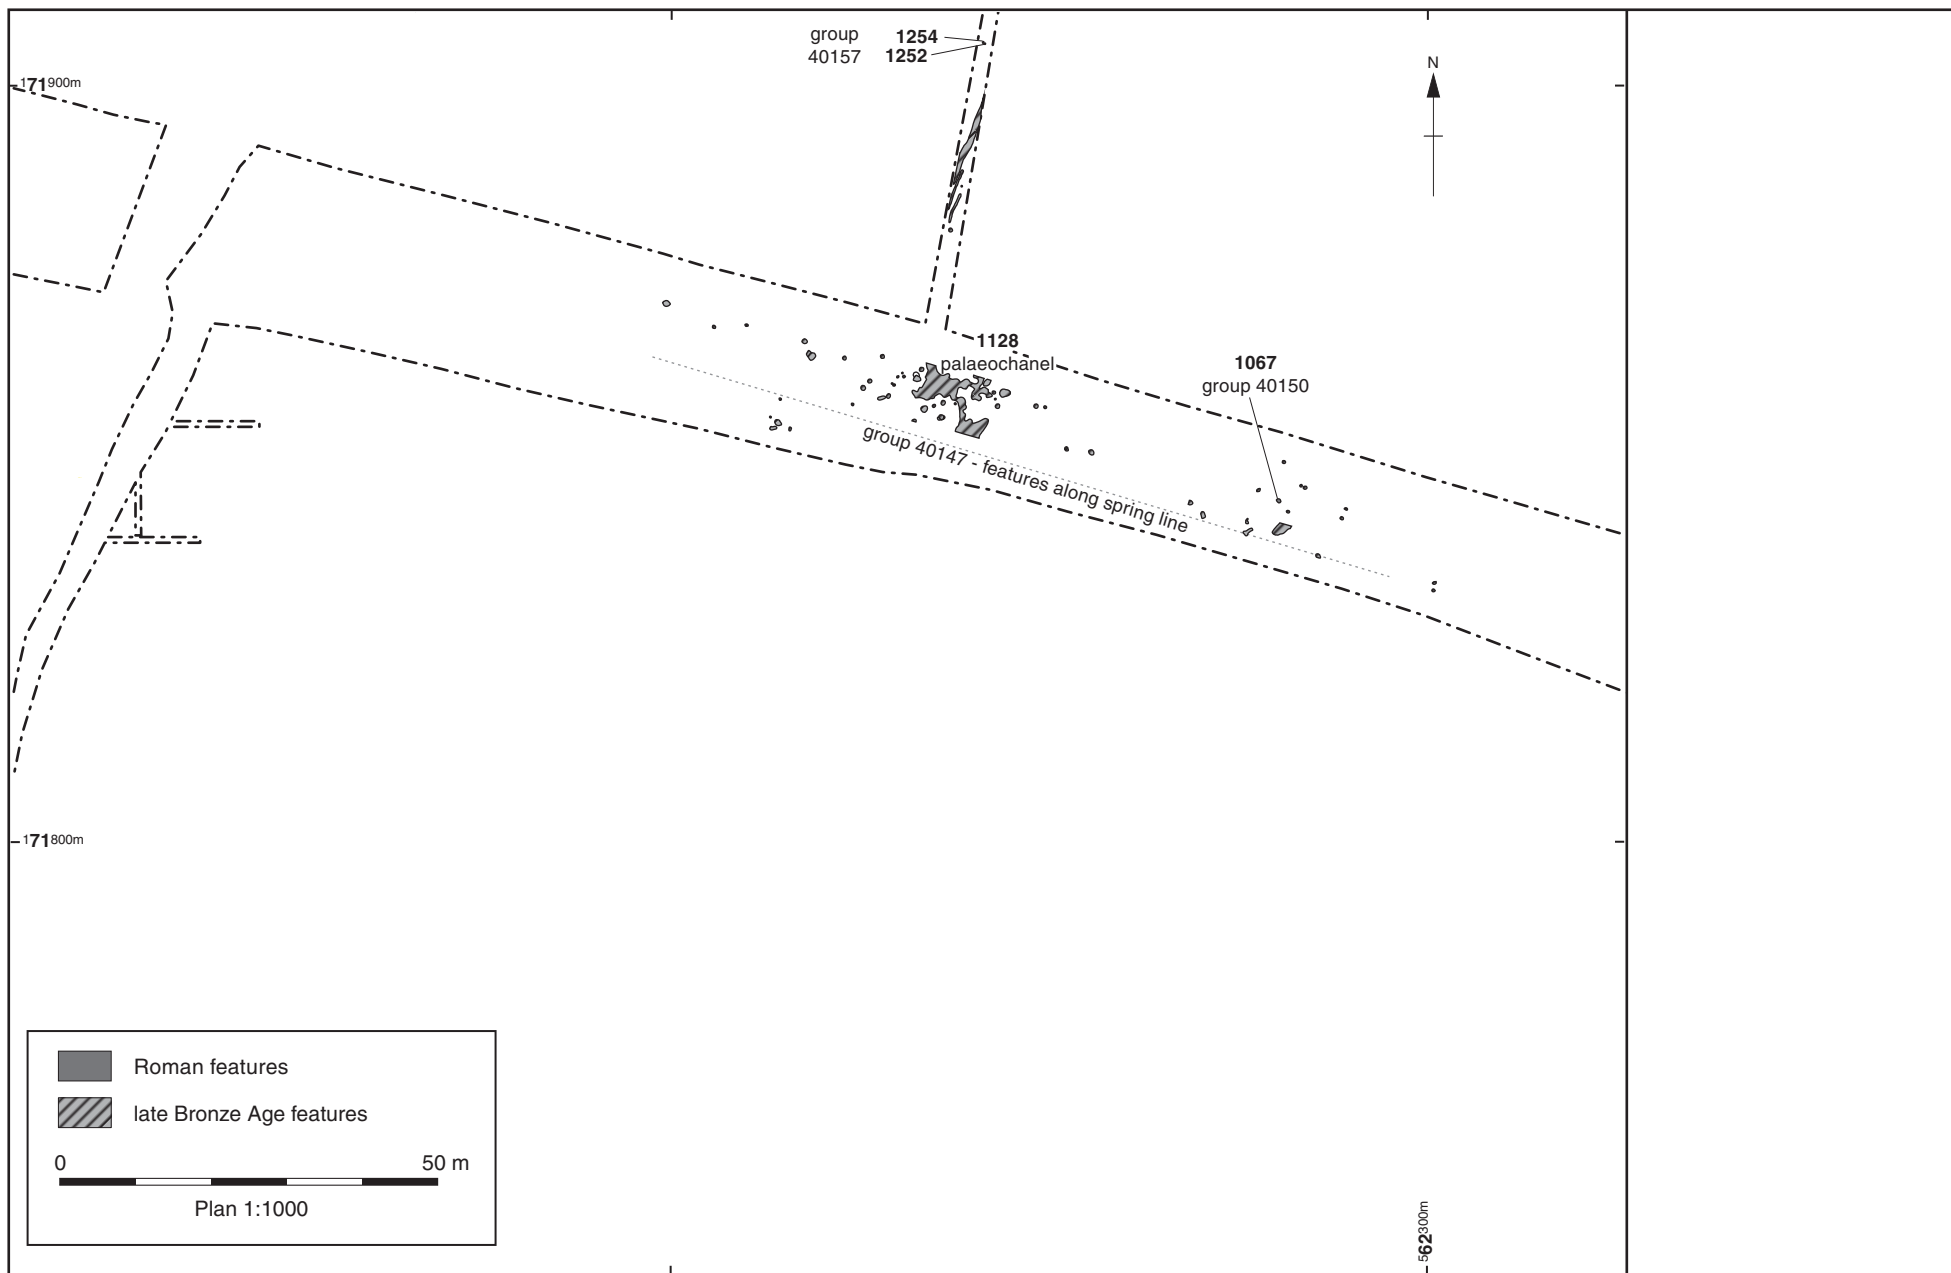 group 1254
40157 1252
171900m
N
1128
palaeochanel
1067
group 40150
group 40147 - features along spring line
171800m
Roman features
late Bronze Age features
0 50 m
Plan 1:1000
562300m